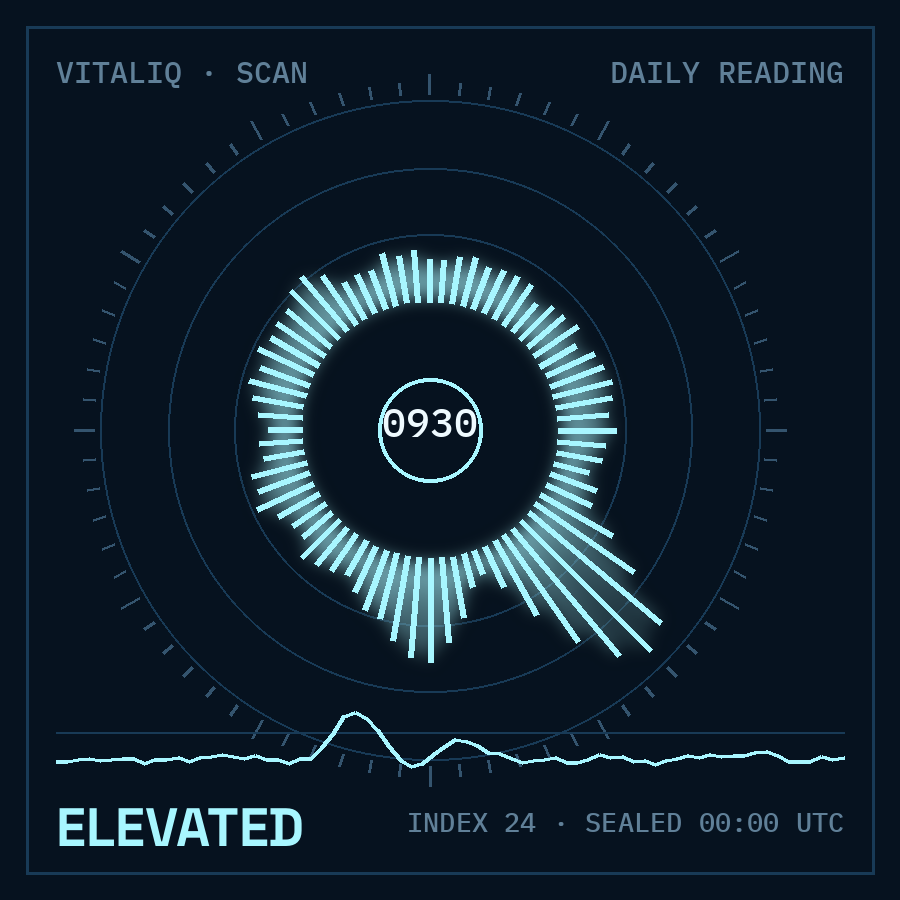 VITALIQ · SCAN
DAILY READING
0930
ELEVATED
INDEX 24 · SEALED 00:00 UTC